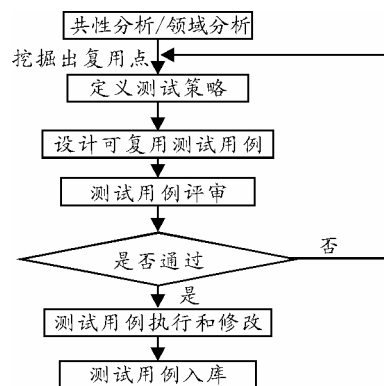 共性分析/领域分析
挖掘出复用点
定义测试策略
设计可复用测试用例
测试用例评审
是否通过
否
是
测试用例执行和修改
测试用例入库